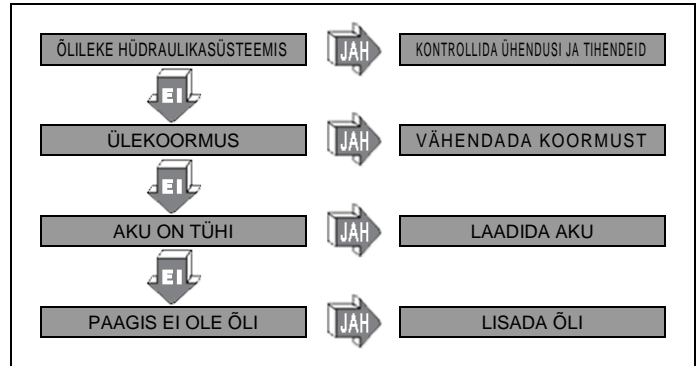 ÕLILEKE HÜDRAULIKASÜSTEEMIS JAH KONTROLLIDA ÜHENDUSI JA TIHENDEID
EI
ÜLEKOORMUS JAH VÄHENDADA KOORMUST
EI
AKU ON TÜHI JAH LAADIDA AKU
EI
PAAGIS EI OLE ÕLI JAH LISADA ÕLI